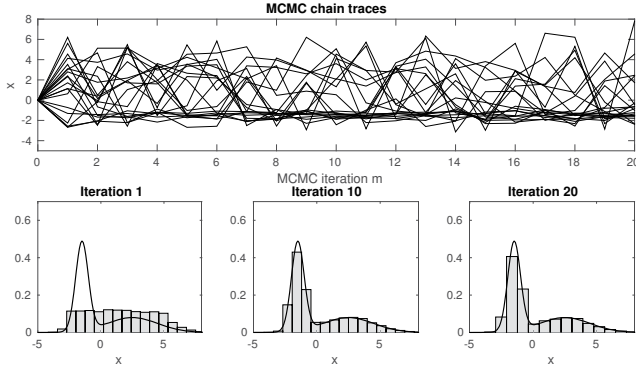 MCMC chain traces
8
6
4
2
0
-2
-4
x
0 2 4 6 8 10 12 14 16 18 20
MCMC iteration m
Iteration 1 Iteration 10 Iteration 20
0.6 0.6 0.6
0.4 0.4 0.4
0.2 0.2 0.2
0 0 0
-5 0 5 -5 0 5 -5 0 5
x x x